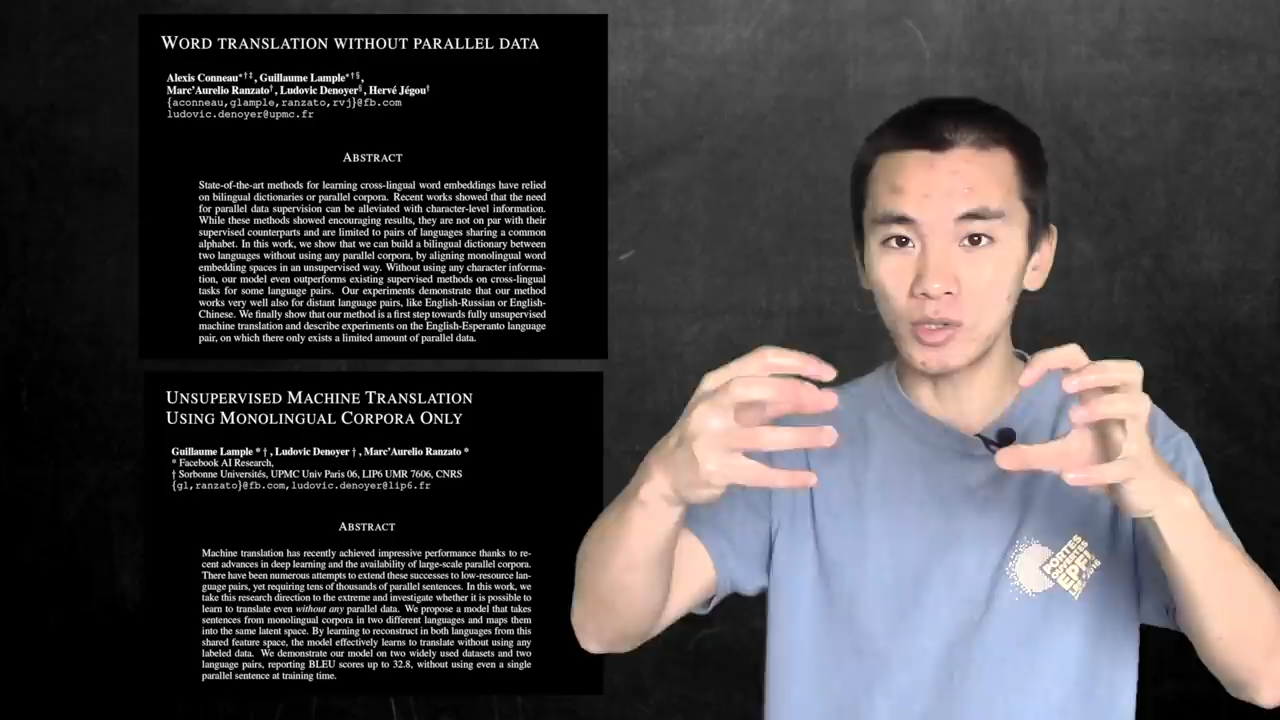 WORD TRANSLATION WITHOUT PARALLEL DATA
Alexis Conneau*†‡, Guillaume Lample*†§,
Marc'Aurelio Ranzato†, Ludovic Denoyer§, Hervé Jégou†
{aconneau,glample,ranzato,rvj}@fb.com
ludovic.denoyer@upmc.fr
ABSTRACT
State-of-the-art methods for learning cross-lingual word embeddings have relied
on bilingual dictionaries or parallel corpora. Recent works showed that the need
for parallel data supervision can be alleviated with character-level information.
While these methods showed encouraging results, they are not on par with their
supervised counterparts and are limited to pairs of languages sharing a common
alphabet. In this work, we show that we can build a bilingual dictionary between
two languages without using any parallel corpora, by aligning monolingual word
embedding spaces in an unsupervised way. Without using any character informa-
tion, our model even outperforms existing supervised methods on cross-lingual
tasks for some language pairs. Our experiments demonstrate that our method
works very well also for distant language pairs, like English-Russian or English-
Chinese. We finally show that our method is a first step towards fully unsupervised
machine translation and describe experiments on the English-Esperanto language
pair, on which there only exists a limited amount of parallel data.
UNSUPERVISED MACHINE TRANSLATION
USING MONOLINGUAL CORPORA ONLY
Guillaume Lample * †, Ludovic Denoyer †, Marc'Aurelio Ranzato *
* Facebook AI Research,
† Sorbonne Universités, UPMC Univ Paris 06, LIP6 UMR 7606, CNRS
{gl,ranzato}@fb.com,ludovic.denoyer@lip6.fr
ABSTRACT
Machine translation has recently achieved impressive performance thanks to re-
cent advances in deep learning and the availability of large-scale parallel corpora.
There have been numerous attempts to extend these successes to low-resource lan-
guage pairs, yet requiring tens of thousands of parallel sentences. In this work, we
take this research direction to the extreme and investigate whether it is possible to
learn to translate even without any parallel data. We propose a model that takes
sentences from monolingual corpora in two different languages and maps them
into the same latent space. By learning to reconstruct in both languages from this
shared feature space, the model effectively learns to translate without using any
labeled data. We demonstrate our model on two widely used datasets and two
language pairs, reporting BLEU scores up to 32.8, without using even a single
parallel sentence at training time.
PORTES
EPFL